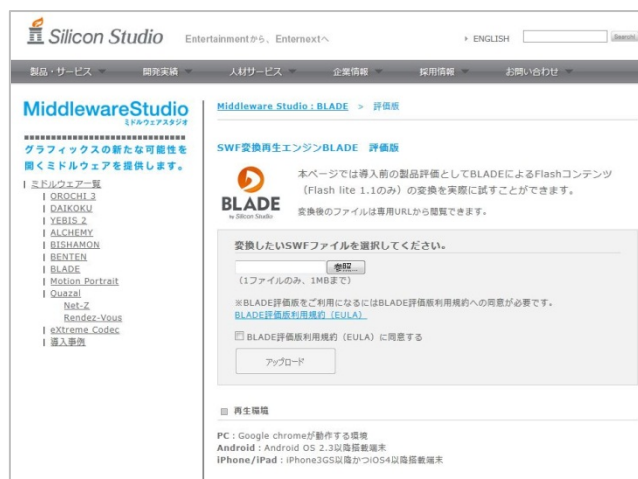 Silicon Studio
Entertainmentから、Enternextへ
ENGLISH
Search!
製品・サービス
開発実績
人材サービス
企業情報
採用情報
お問い合わせ
MiddlewareStudio
ミドルウェアスタジオ
グラフィックスの新たな可能性を
開くミドルウェアを提供します。
ミドルウェア一覧
OROCHI 3
DAIKOKU
YEBIS 2
ALCHEMY
BISHAMON
BENTEN
BLADE
Motion Portrait
Quazal
Net-Z
Rendez-Vous
eXtreme Codec
導入事例
Middleware Studio：BLADE > 評価版
SWF変換再生エンジンBLADE 評価版
BLADE
by Silicon Studio
本ページでは導入前の製品評価としてBLADEによるFlashコンテンツ
（Flash lite 1.1のみ）の変換を実際に試すことができます。
変換後のファイルは専用URLから閲覧できます。
変換したいSWFファイルを選択してください。
参照...
（1ファイルのみ、1MBまで）
※BLADE評価版をご利用になるにはBLADE評価版利用規約への同意が必要です。
BLADE評価版利用規約（EULA）
BLADE評価版利用規約（EULA）に同意する
アップロード
再生環境
PC：Google chromeが動作する環境
Android：Android OS 2.3以降搭載端末
iPhone/iPad：iPhone3GS以降かつiOS4以降搭載端末